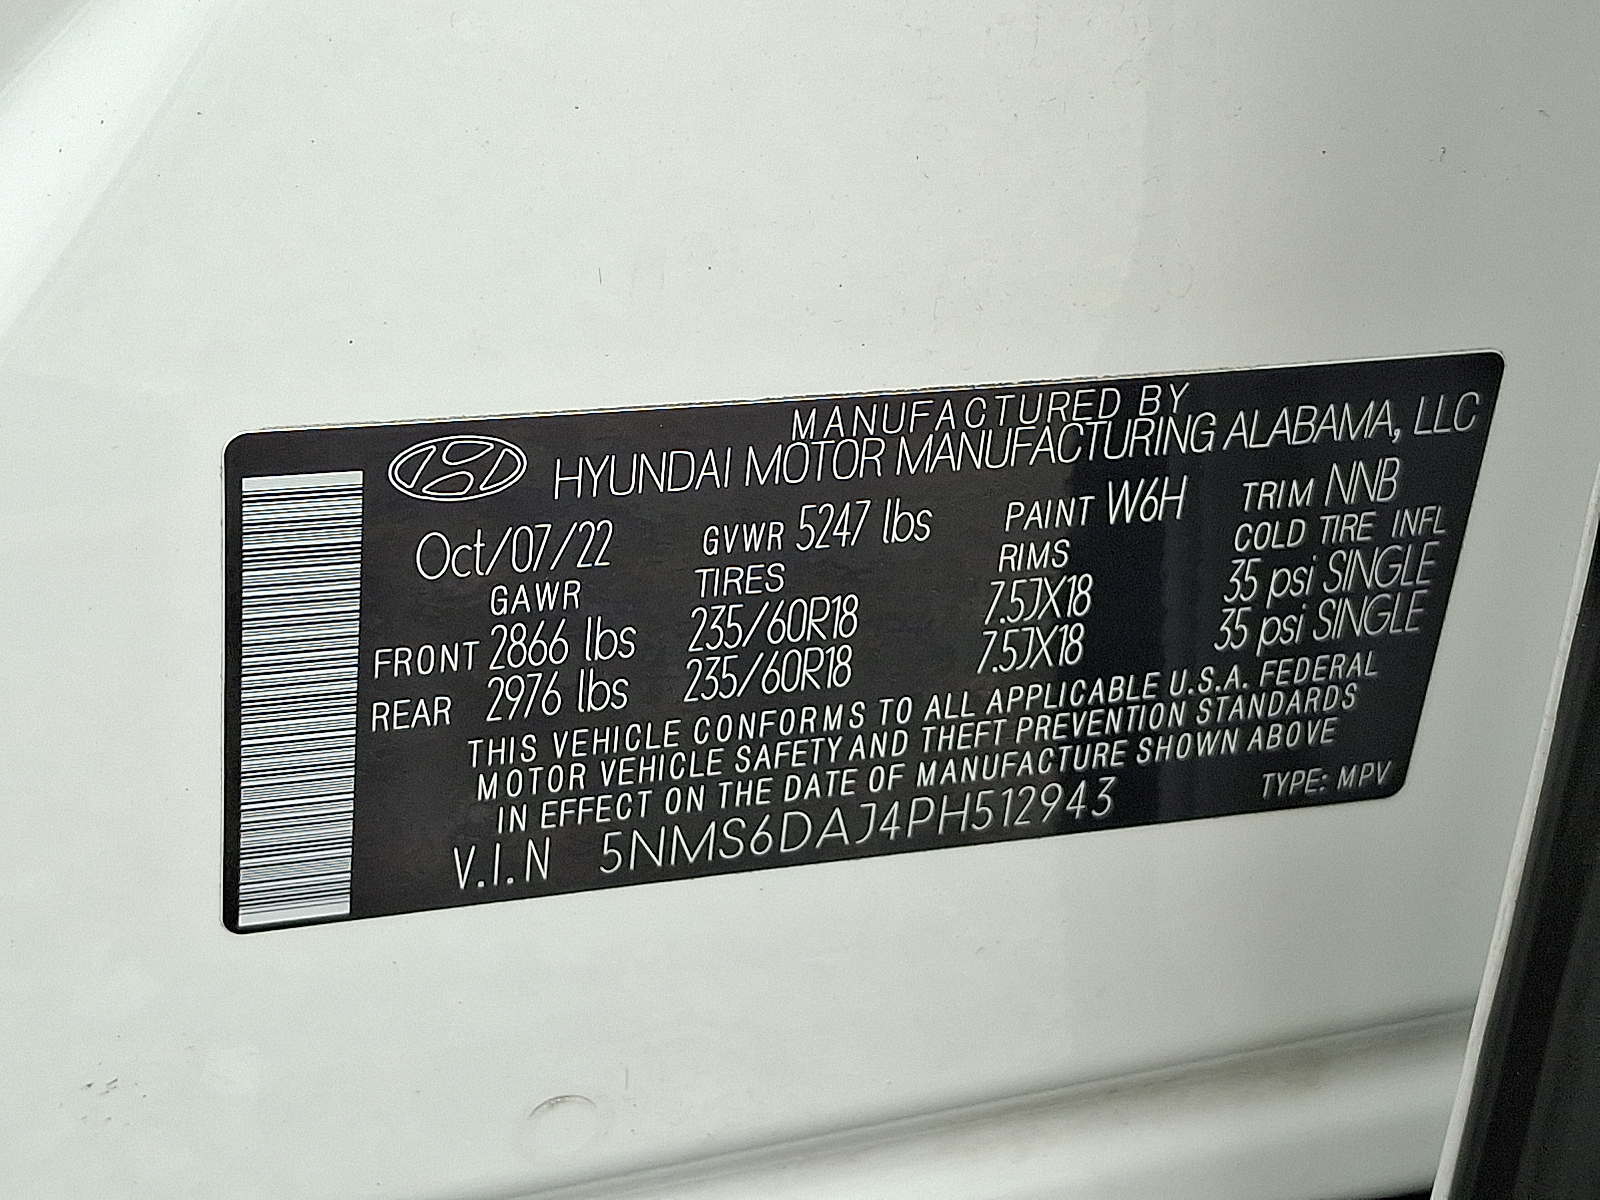 MANUFACTURED BY
HYUNDAI MOTOR MANUFACTURING ALABAMA, LLC
Oct/07/22 GVWR 5247 lbs PAINT W6H TRIM NNB
GAWR TIRES RIMS COLD TIRE INFL
FRONT 2866 lbs 235/60R18 7.5JX18 35 psi SINGLE
REAR 2976 lbs 235/60R18 7.5JX18 35 psi SINGLE
THIS VEHICLE CONFORMS TO ALL APPLICABLE U.S.A. FEDERAL
MOTOR VEHICLE SAFETY AND THEFT PREVENTION STANDARDS
IN EFFECT ON THE DATE OF MANUFACTURE SHOWN ABOVE
V.I.N 5NMS6DAJ4PH512943 TYPE: MPV